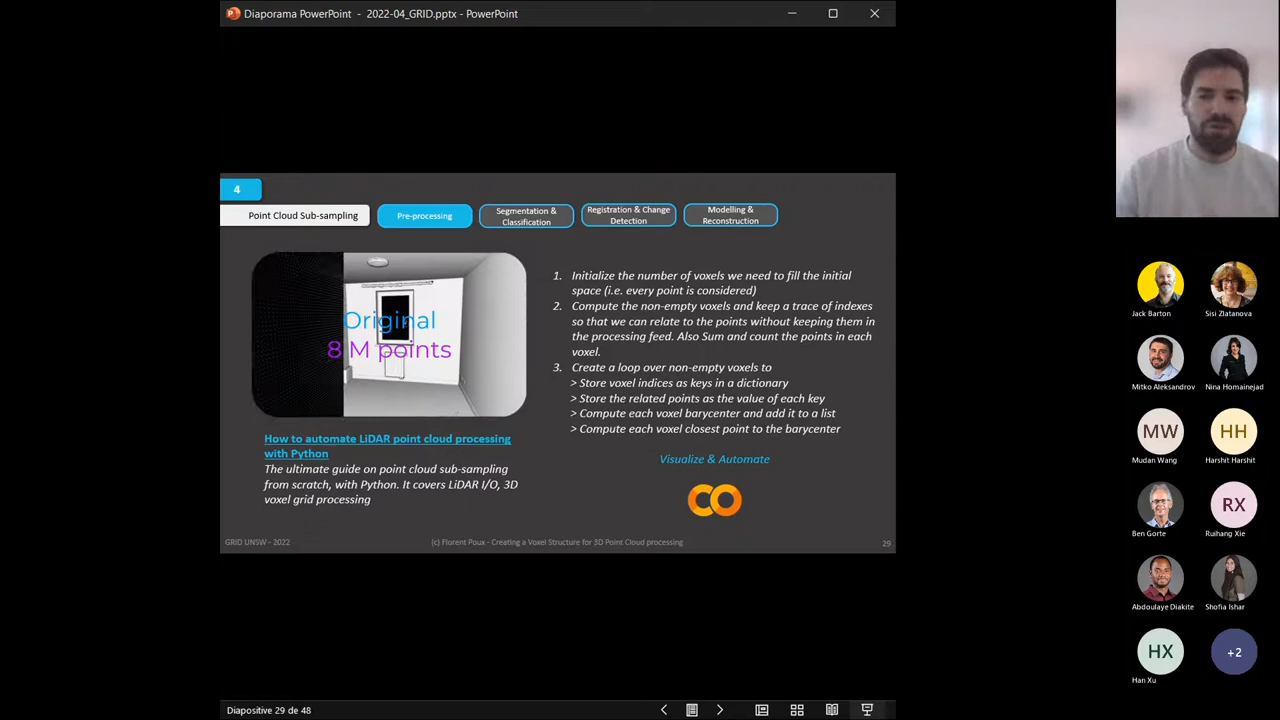 Diaporama PowerPoint - 2022-04_GRID.pptx - PowerPoint
4
Point Cloud Sub-sampling
Pre-processing
Segmentation &
Classification
Registration & Change
Detection
Modelling &
Reconstruction
Original
8 M points
How to automate LiDAR point cloud processing
with Python
The ultimate guide on point cloud sub-sampling
from scratch, with Python. It covers LiDAR I/O, 3D
voxel grid processing
1. Initialize the number of voxels we need to fill the initial
space (i.e. every point is considered)
2. Compute the non-empty voxels and keep a trace of indexes
so that we can relate to the points without keeping them in
the processing feed. Also Sum and count the points in each
voxel.
3. Create a loop over non-empty voxels to
> Store voxel indices as keys in a dictionary
> Store the related points as the value of each key
> Compute each voxel barycenter and add it to a list
> Compute each voxel closest point to the barycenter
Visualize & Automate
GRID UNSW - 2022
(c) Florent Poux - Creating a Voxel Structure for 3D Point Cloud processing
29
Diapositive 29 de 48
Jack Barton
Sisi Zlatanova
Mitko Aleksandrov
Nina Homainejad
MW
Mudan Wang
HH
Harshit Harshit
Ben Gorte
RX
Ruihang Xie
Abdoulaye Diakite
Shofia Ishar
HX
Han Xu
+2